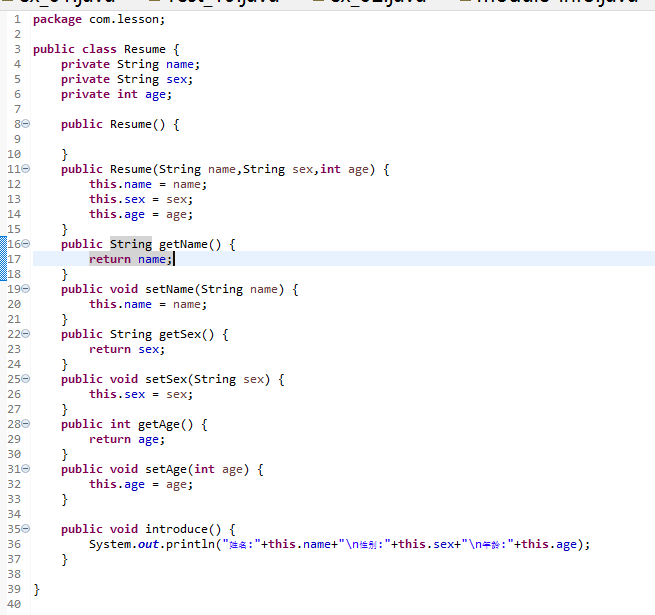 1 package com.lesson;
2
3 public class Resume {
4 private String name;
5 private String sex;
6 private int age;
7
8 public Resume() {
9
10 }
11 public Resume(String name,String sex,int age) {
12 this.name = name;
13 this.sex = sex;
14 this.age = age;
15 }
16 public String getName() {
17 return name;
18 }
19 public void setName(String name) {
20 this.name = name;
21 }
22 public String getSex() {
23 return sex;
24 }
25 public void setSex(String sex) {
26 this.sex = sex;
27 }
28 public int getAge() {
29 return age;
30 }
31 public void setAge(int age) {
32 this.age = age;
33 }
34
35 public void introduce() {
36 System.out.println("姓名:"+this.name+"\n性别:"+this.sex+"\n年龄:"+this.age);
37 }
38
39 }
40